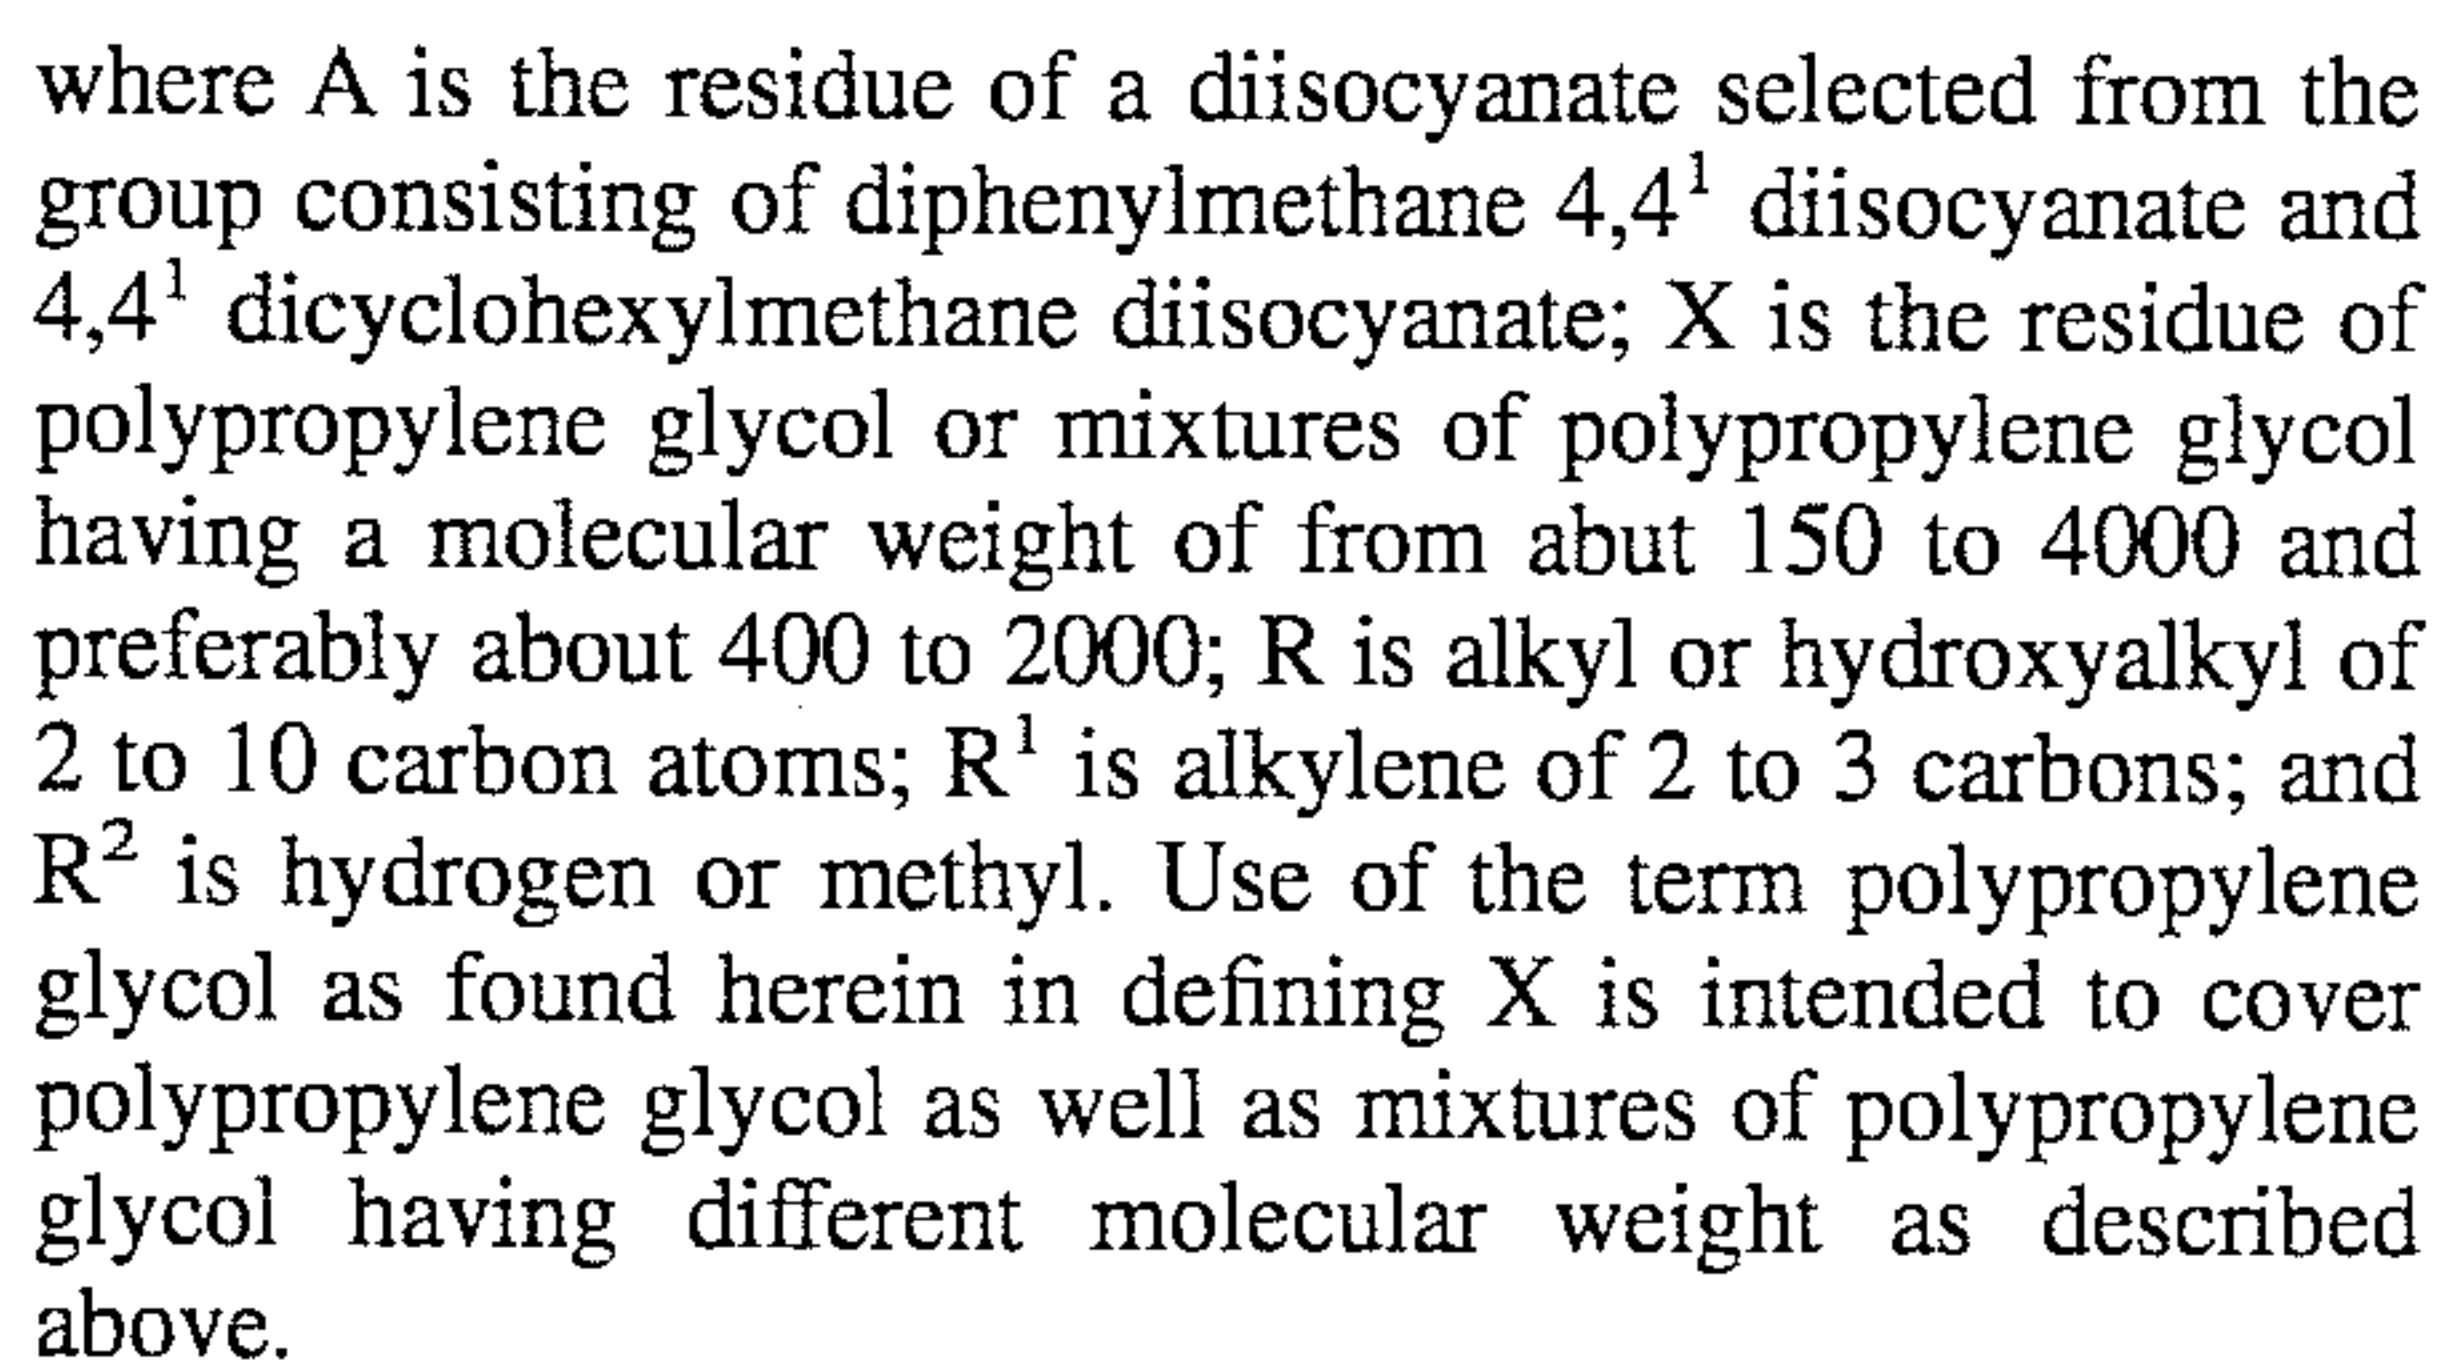 where A is the residue of a diisocyanate selected from the
group consisting of diphenylmethane 4,4¹ diisocyanate and
4,4¹ dicyclohexylmethane diisocyanate; X is the residue of
polypropylene glycol or mixtures of polypropylene glycol
having a molecular weight of from abut 150 to 4000 and
preferably about 400 to 2000; R is alkyl or hydroxyalkyl of
2 to 10 carbon atoms; R¹ is alkylene of 2 to 3 carbons; and
R² is hydrogen or methyl. Use of the term polypropylene
glycol as found herein in defining X is intended to cover
polypropylene glycol as well as mixtures of polypropylene
glycol having different molecular weight as described
above.